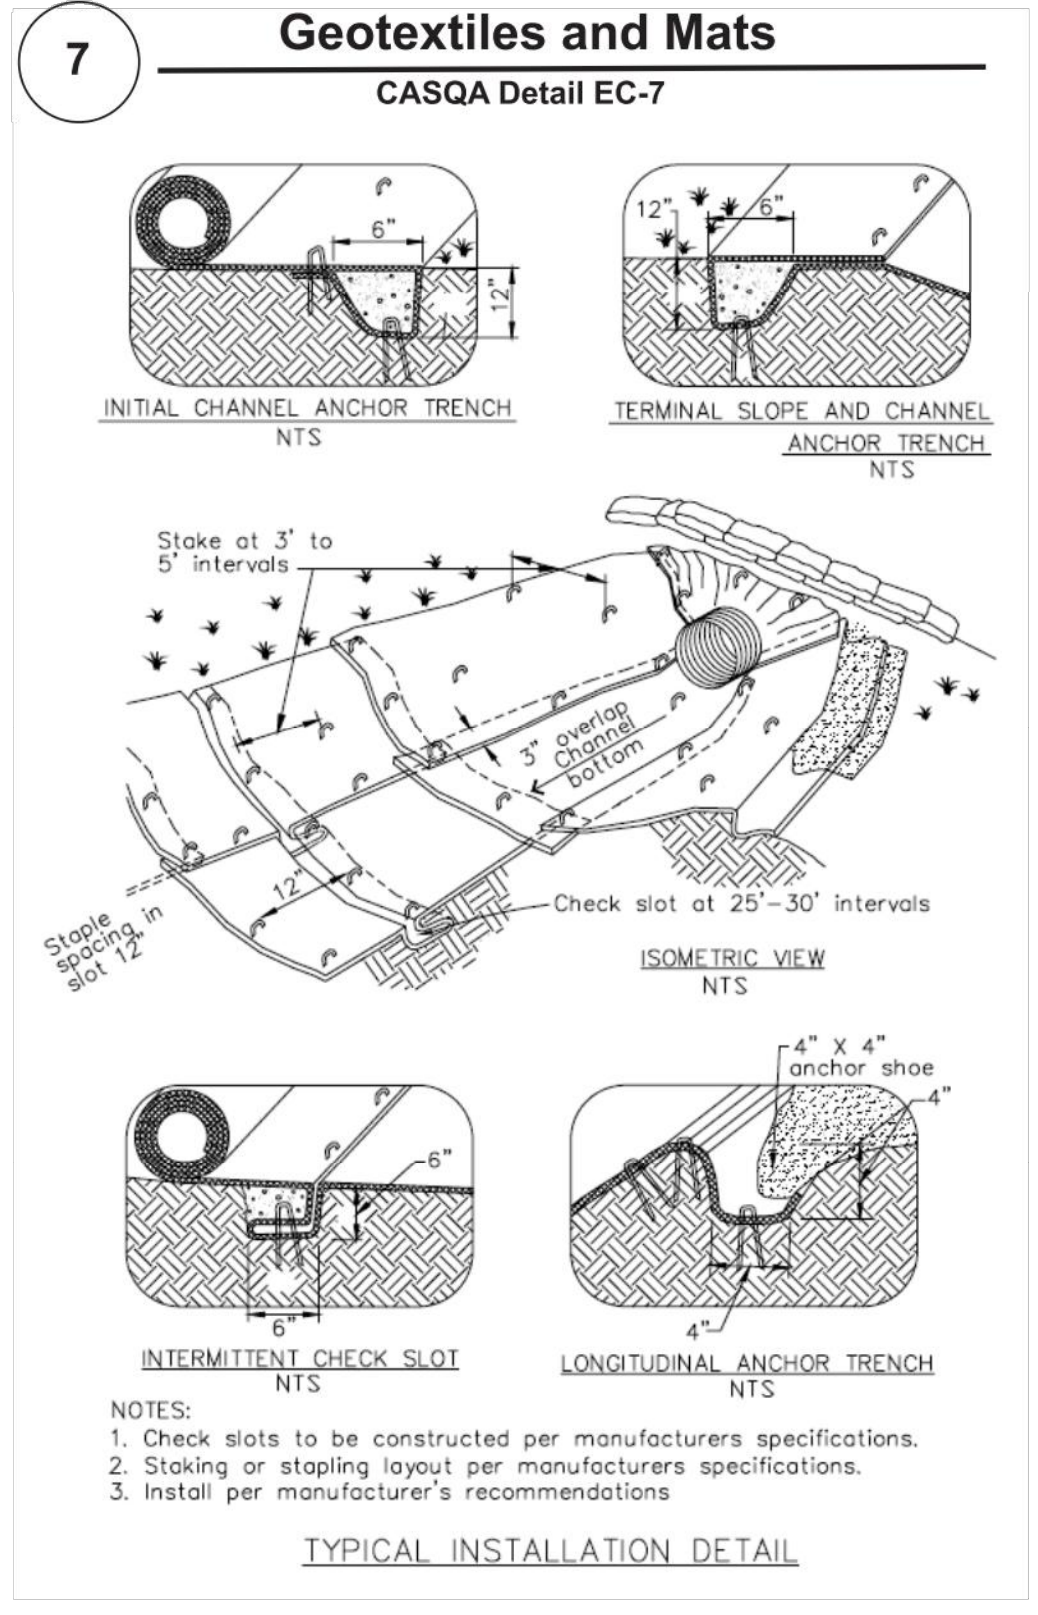 7
Geotextiles and Mats
CASQA Detail EC-7
6"
12"
INITIAL CHANNEL ANCHOR TRENCH
NTS
12"
6"
TERMINAL SLOPE AND CHANNEL
ANCHOR TRENCH
NTS
Stake at 3' to
5' intervals
3" overlap
Channel
bottom
12"
Staple
spacing in
slot 12"
Check slot at 25'-30' intervals
ISOMETRIC VIEW
NTS
6"
6"
INTERMITTENT CHECK SLOT
NTS
4" X 4"
anchor shoe
4"
4"
LONGITUDINAL ANCHOR TRENCH
NTS
NOTES:
1. Check slots to be constructed per manufacturers specifications.
2. Staking or stapling layout per manufacturers specifications.
3. Install per manufacturer's recommendations
TYPICAL INSTALLATION DETAIL